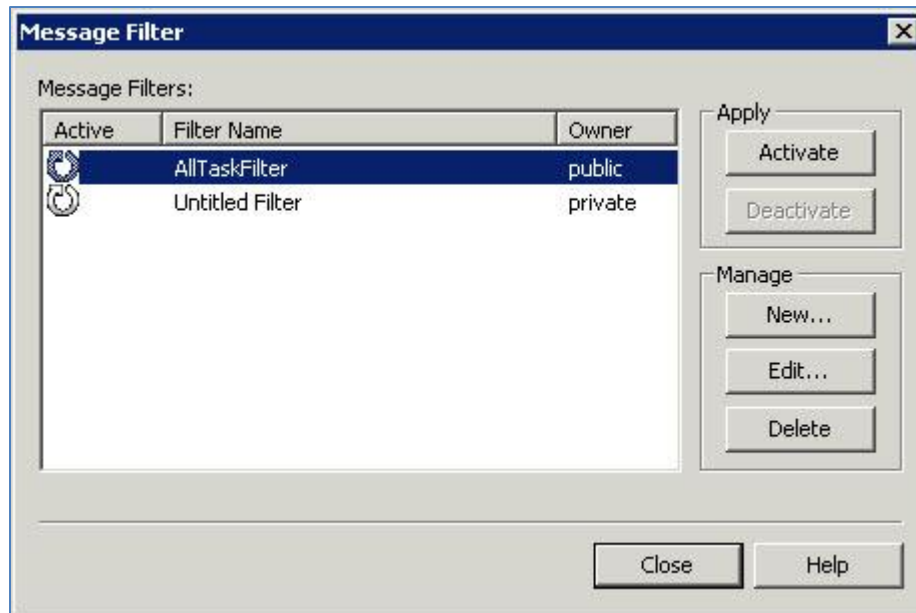 Message Filter
Message Filters:
Active Filter Name Owner
AllTaskFilter public
Untitled Filter private
Apply
Activate
Deactivate
Manage
New...
Edit...
Delete
Close Help